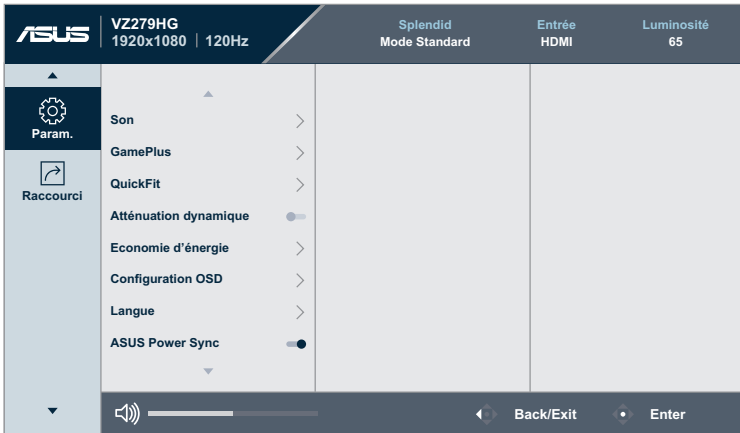 ASUS
VZ279HG
1920x1080 | 120Hz
Splendid
Mode Standard
Entrée
HDMI
Luminosité
65
Param.
Raccourci
Son
GamePlus
QuickFit
Atténuation dynamique
Economie d’énergie
Configuration OSD
Langue
ASUS Power Sync
Back/Exit
Enter